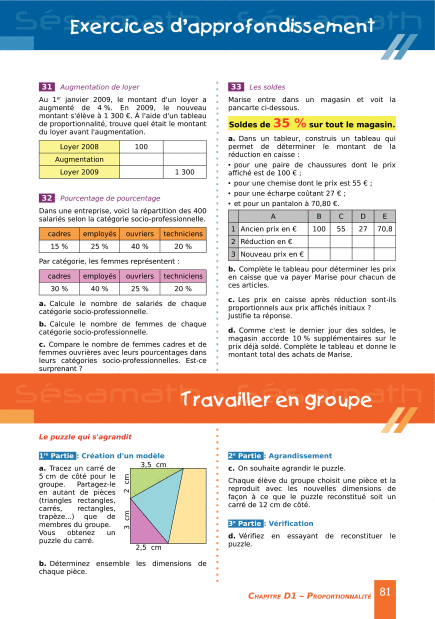 Exercices d'approfondissement
31 Augmentation de loyer
Au 1er janvier 2009, le montant d'un loyer a
augmenté de 4 %. En 2009, le nouveau
montant s'élève à 1 300 €. À l'aide d'un tableau
de proportionnalité, trouve quel était le montant
du loyer avant l'augmentation.
Loyer 2008 100
Augmentation
Loyer 2009 1 300
32 Pourcentage de pourcentage
Dans une entreprise, voici la répartition des 400
salariés selon la catégorie socio-professionnelle.
cadres employés ouvriers techniciens
15 % 25 % 40 % 20 %
Par catégorie, les femmes représentent :
cadres employés ouvriers techniciens
30 % 40 % 25 % 20 %
a. Calcule le nombre de salariés de chaque
catégorie socio-professionnelle.
b. Calcule le nombre de femmes de chaque
catégorie socio-professionnelle.
c. Compare le nombre de femmes cadres et de
femmes ouvrières avec leurs pourcentages dans
leurs catégories socio-professionnelles. Est-ce
surprenant ?
33 Les soldes
Marise entre dans un magasin et voit la
pancarte ci-dessous.
Soldes de 35 % sur tout le magasin.
a. Dans un tableur, construis un tableau qui
permet de déterminer le montant de la
réduction en caisse :
• pour une paire de chaussures dont le prix
affiché est de 100 € ;
• pour une chemise dont le prix est 55 € ;
• pour une écharpe coûtant 27 € ;
• et pour un pantalon à 70,80 €.
A B C D E
1 Ancien prix en € 100 55 27 70,8
2 Réduction en €
3 Nouveau prix en €
b. Complète le tableau pour déterminer les prix
en caisse que va payer Marise pour chacun de
ces articles.
c. Les prix en caisse après réduction sont-ils
proportionnels aux prix affichés initiaux ?
Justifie ta réponse.
d. Comme c'est le dernier jour des soldes, le
magasin accorde 10 % supplémentaires sur le
prix déjà soldé. Complète le tableau et donne le
montant total des achats de Marise.
Sésamath Sésamath
Travailler en groupe
Le puzzle qui s'agrandit
1re Partie : Création d'un modèle
a. Tracez un carré de
5 cm de côté pour le
groupe. Partagez-le
en autant de pièces
(triangles rectangles,
carrés, rectangles,
trapèze...) que de
membres du groupe.
Vous obtenez un
puzzle du carré.
3,5 cm
2 cm
3 cm
2,5 cm
b. Déterminez ensemble les dimensions de
chaque pièce.
2e Partie : Agrandissement
c. On souhaite agrandir le puzzle.
Chaque élève du groupe choisit une pièce et la
reproduit avec les nouvelles dimensions de
façon à ce que le puzzle reconstitué soit un
carré de 12 cm de côté.
3e Partie : Vérification
d. Vérifiez en essayant de reconstituer le
puzzle.
Chapitre D1 – Proportionnalité 81